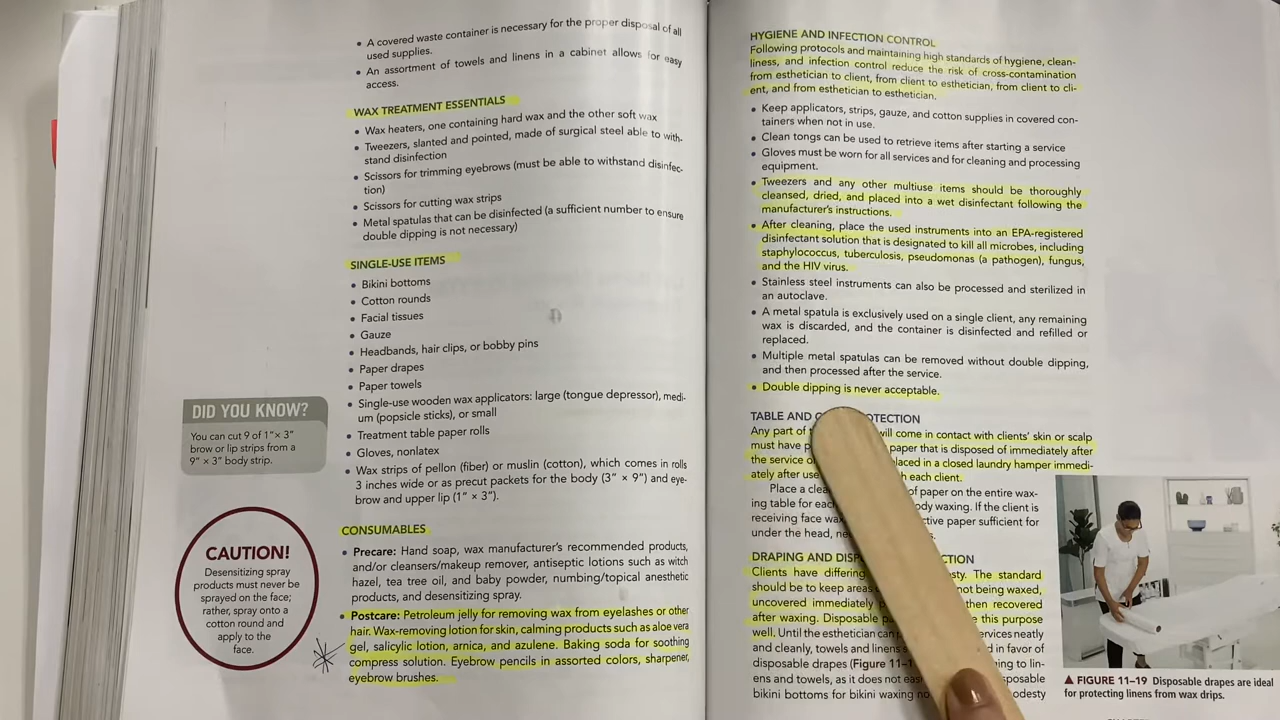 • A covered waste container is necessary for the proper disposal of all
used supplies.
• An assortment of towels and linens in a cabinet allows for easy
access.
WAX TREATMENT ESSENTIALS
• Wax heaters, one containing hard wax and the other soft wax
• Tweezers, slanted and pointed, made of surgical steel able to with-
stand disinfection
• Scissors for trimming eyebrows (must be able to withstand disinfec-
tion)
• Scissors for cutting wax strips
• Metal spatulas that can be disinfected (a sufficient number to ensure
double dipping is not necessary)
SINGLE-USE ITEMS
• Bikini bottoms
• Cotton rounds
• Facial tissues
• Gauze
• Headbands, hair clips, or bobby pins
• Paper drapes
• Paper towels
• Single-use wooden wax applicators: large (tongue depressor), medi-
um (popsicle sticks), or small
• Treatment table paper rolls
• Gloves, nonlatex
• Wax strips of pellon (fiber) or muslin (cotton), which comes in rolls
3 inches wide or as precut packets for the body (3" × 9") and eye-
brow and upper lip (1" × 3").
CONSUMABLES
• Precare: Hand soap, wax manufacturer's recommended products,
and/or cleansers/makeup remover, antiseptic lotions such as witch
hazel, tea tree oil, and baby powder, numbing/topical anesthetic
products, and desensitizing spray.
• Postcare: Petroleum jelly for removing wax from eyelashes or other
hair. Wax-removing lotion for skin, calming products such as aloe vera
gel, salicylic lotion, arnica, and azulene. Baking soda for soothing
compress solution. Eyebrow pencils in assorted colors, sharpener,
eyebrow brushes.
DID YOU KNOW?
You can cut 9 of 1"× 3"
brow or lip strips from a
9" × 3" body strip.
CAUTION!
Desensitizing spray
products must never be
sprayed on the face;
rather, spray onto a
cotton round and
apply to the
face.
HYGIENE AND INFECTION CONTROL
Following protocols and maintaining high standards of hygiene, clean-
liness, and infection control reduce the risk of cross-contamination
from esthetician to client, from client to esthetician, from client to cli-
ent, and from esthetician to esthetician.
• Keep applicators, strips, gauze, and cotton supplies in covered con-
tainers when not in use.
• Clean tongs can be used to retrieve items after starting a service
• Gloves must be worn for all services and for cleaning and processing
equipment.
• Tweezers and any other multiuse items should be thoroughly
cleansed, dried, and placed into a wet disinfectant following the
manufacturer's instructions.
• After cleaning, place the used instruments into an EPA-registered
disinfectant solution that is designated to kill all microbes, including
staphylococcus, tuberculosis, pseudomonas (a pathogen), fungus,
and the HIV virus.
• Stainless steel instruments can also be processed and sterilized in
an autoclave.
• A metal spatula is exclusively used on a single client, any remaining
wax is discarded, and the container is disinfected and refilled or
replaced.
• Multiple metal spatulas can be removed without double dipping,
and then processed after the service.
• Double dipping is never acceptable.
TABLE AND OTECTION
Any part of will come in contact with clients' skin or scalp
must have paper that is disposed of immediately after
the service laced in a closed laundry hamper immedi-
ately after use each client.
Place a clea of paper on the entire wax-
ing table for each ody waxing. If the client is
receiving face wax ctive paper sufficient for
under the head,
DRAPING AND DISP CTION
Clients have differing sty. The standard
should be to keep areas not being waxed,
uncovered immediately then recovered
after waxing. Disposable this purpose
well. Until the esthetician can ervices neatly
and cleanly, towels and linens d in favor of
disposable drapes (Figure 11–1 ing to lin-
ens and towels, as it does not eas sposable
bikini bottoms for bikini waxing odesty
▲ FIGURE 11–19 Disposable drapes are ideal
for protecting linens from wax drips.